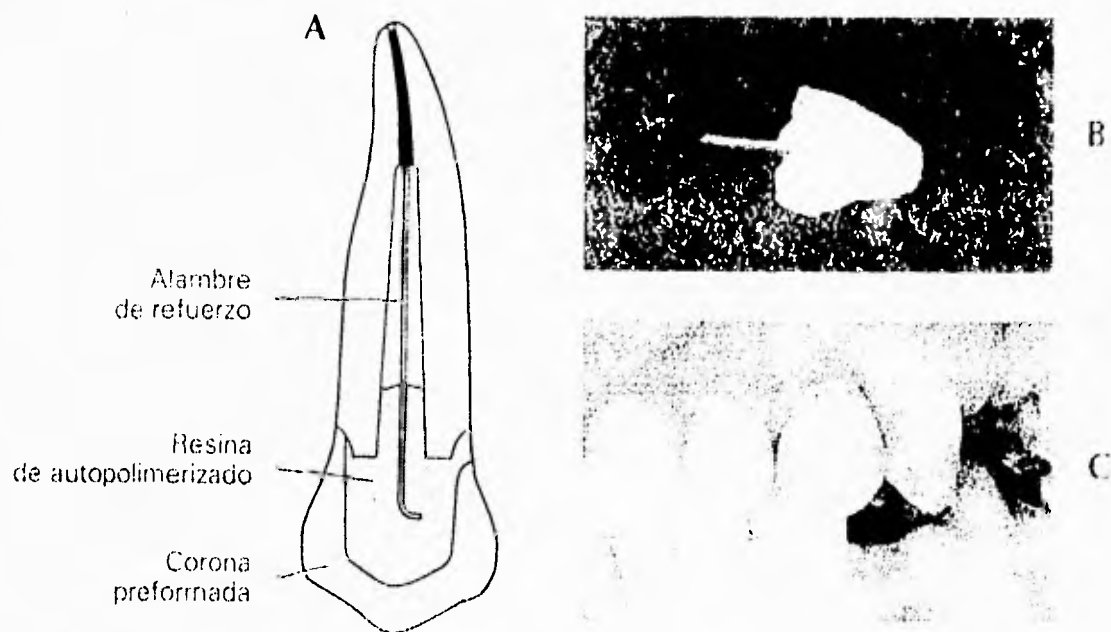 A
B
Alambre
de refuerzo
Resina
de autopolimerizado
C
Corona
preformada